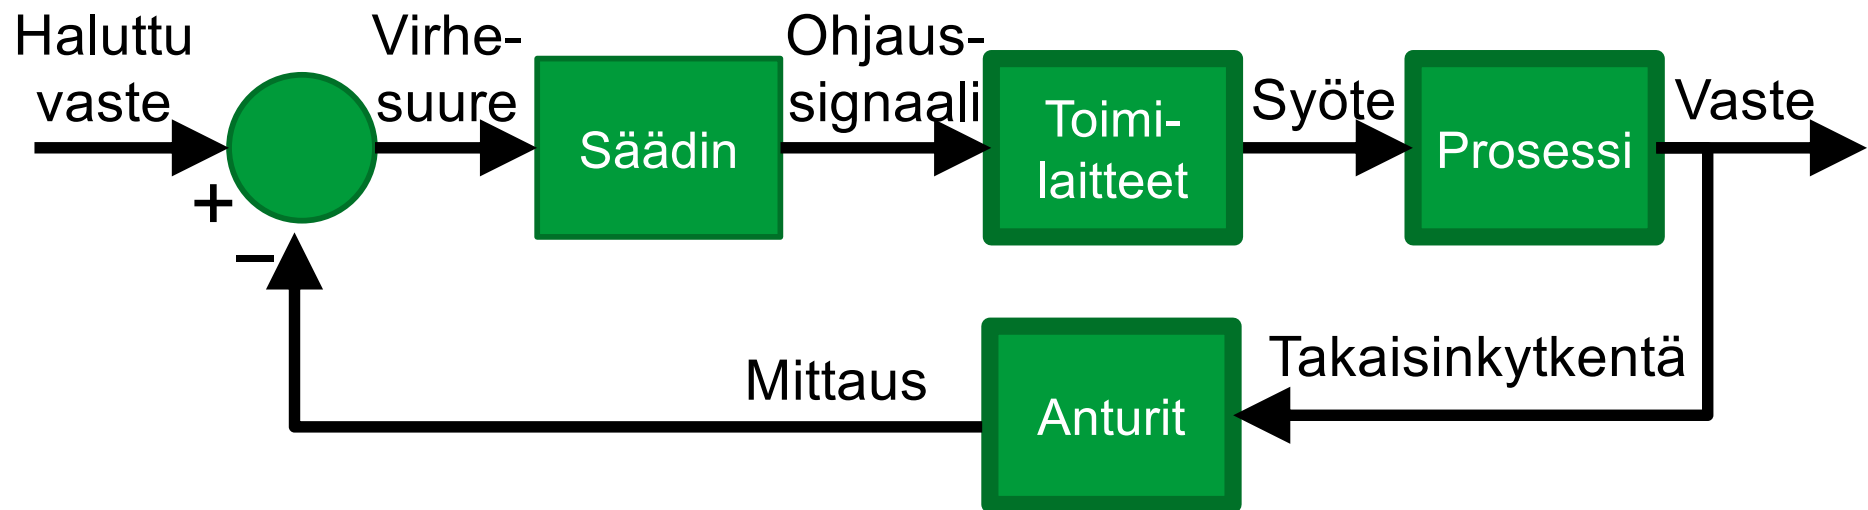 Haluttu
vaste
+
–
Virhe-
suure
Säädin
Ohjaus-
signaali
Toimi-
laitteet
Syöte
Prosessi
Vaste
Takaisinkytkentä
Anturit
Mittaus